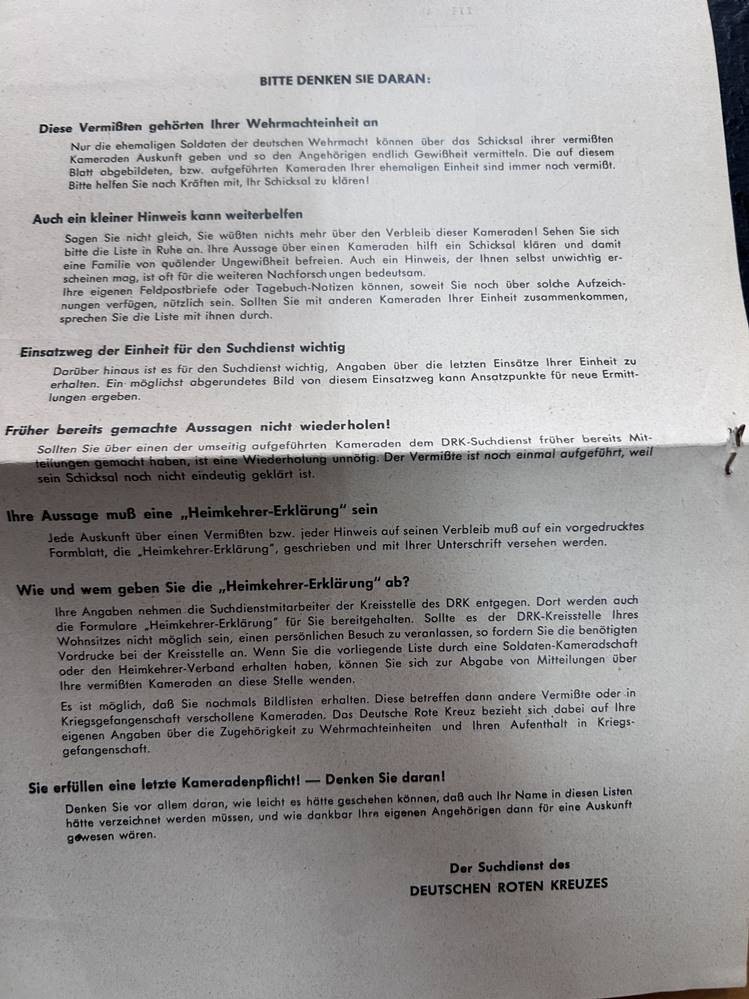 BITTE DENKEN SIE DARAN:
Diese Vermißten gehörten Ihrer Wehrmachteinheit an
Nur die ehemaligen Soldaten der deutschen Wehrmacht können über das Schicksal ihrer vermißten
Kameraden Auskunft geben und so den Angehörigen endlich Gewißheit vermitteln. Die auf diesem
Blatt abgebildeten, bzw. aufgeführten Kameraden Ihrer ehemaligen Einheit sind immer noch vermißt.
Bitte helfen Sie nach Kräften mit, Ihr Schicksal zu klären!
Auch ein kleiner Hinweis kann weiterbelfen
Sagen Sie nicht gleich, Sie wüßten nichts mehr über den Verbleib dieser Kameraden! Sehen Sie sich
bitte die Liste in Ruhe an. Ihre Aussage über einen Kameraden hilft ein Schicksal klären und damit
eine Familie von quälender Ungewißheit befreien. Auch ein Hinweis, der Ihnen selbst unwichtig er-
scheinen mag, ist oft für die weiteren Nachforschungen bedeutsam.
Ihre eigenen Feldpostbriefe oder Tagebuch-Notizen können, soweit Sie noch über solche Aufzeich-
nungen verfügen, nützlich sein. Sollten Sie mit anderen Kameraden Ihrer Einheit zusammenkommen,
sprechen Sie die Liste mit ihnen durch.
Einsatzweg der Einheit für den Suchdienst wichtig
Darüber hinaus ist es für den Suchdienst wichtig, Angaben über die letzten Einsätze Ihrer Einheit zu
erhalten. Ein möglichst abgerundetes Bild von diesem Einsatzweg kann Ansatzpunkte für neue Ermitt-
lungen ergeben.
Früher bereits gemachte Aussagen nicht wiederholen!
Sollten Sie über einen der umseitig aufgeführten Kameraden dem DRK-Suchdienst früher bereits Mit-
teilungen gemacht haben, ist eine Wiederholung unnötig. Der Vermißte ist noch einmal aufgeführt, weil
sein Schicksal noch nicht eindeutig geklärt ist.
Ihre Aussage muß eine „Heimkehrer-Erklärung" sein
Jede Auskunft über einen Vermißten bzw. jeder Hinweis auf seinen Verbleib muß auf ein vorgedrucktes
Formblatt, die „Heimkehrer-Erklärung", geschrieben und mit Ihrer Unterschrift versehen werden.
Wie und wem geben Sie die „Heimkehrer-Erklärung" ab?
Ihre Angaben nehmen die Suchdienstmitarbeiter der Kreisstelle des DRK entgegen. Dort werden auch
die Formulare „Heimkehrer-Erklärung" für Sie bereitgehalten. Sollte es der DRK-Kreisstelle Ihres
Wohnsitzes nicht möglich sein, einen persönlichen Besuch zu veranlassen, so fordern Sie die benötigten
Vordrucke bei der Kreisstelle an. Wenn Sie die vorliegende Liste durch eine Soldaten-Kameradschaft
oder den Heimkehrer-Verband erhalten haben, können Sie sich zur Abgabe von Mitteilungen über
Ihre vermißten Kameraden an diese Stelle wenden.
Es ist möglich, daß Sie nochmals Bildlisten erhalten. Diese betreffen dann andere Vermißte oder in
Kriegsgefangenschaft verschollene Kameraden. Das Deutsche Rote Kreuz bezieht sich dabei auf Ihre
eigenen Angaben über die Zugehörigkeit zu Wehrmachteinheiten und Ihren Aufenthalt in Kriegs-
gefangenschaft.
Sie erfüllen eine letzte Kameradenpflicht! — Denken Sie daran!
Denken Sie vor allem daran, wie leicht es hätte geschehen können, daß auch Ihr Name in diesen Listen
hätte verzeichnet werden müssen, und wie dankbar Ihre eigenen Angehörigen dann für eine Auskunft
gewesen wären.
Der Suchdienst des
DEUTSCHEN ROTEN KREUZES